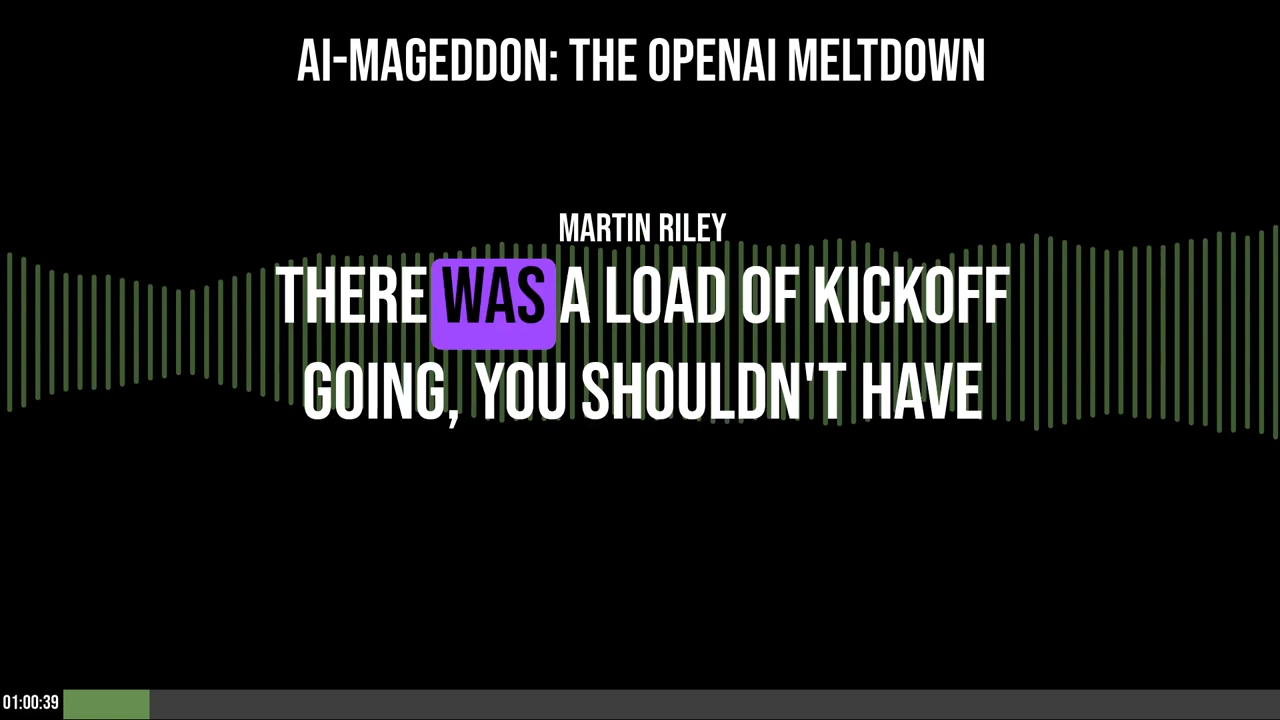 AI-MAGEDDON: THE OPENAI MELTDOWN
MARTIN RILEY
THERE WAS A LOAD OF KICKOFF
GOING, YOU SHOULDN'T HAVE
01:00:39